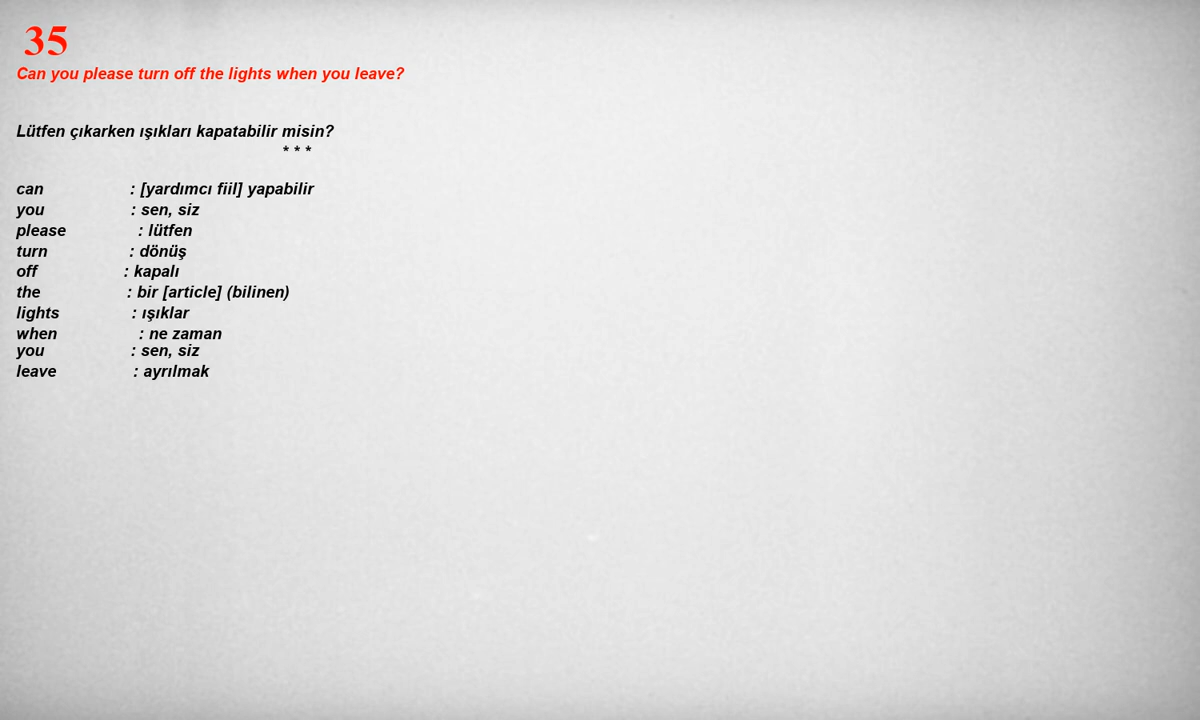 35
Can you please turn off the lights when you leave?
Lütfen çıkarken ışıkları kapatabilir misin?
* * *
can : [yardımcı fiil] yapabilir
you : sen, siz
please : lütfen
turn : dönüş
off : kapalı
the : bir [article] (bilinen)
lights : ışıklar
when : ne zaman
you : sen, siz
leave : ayrılmak